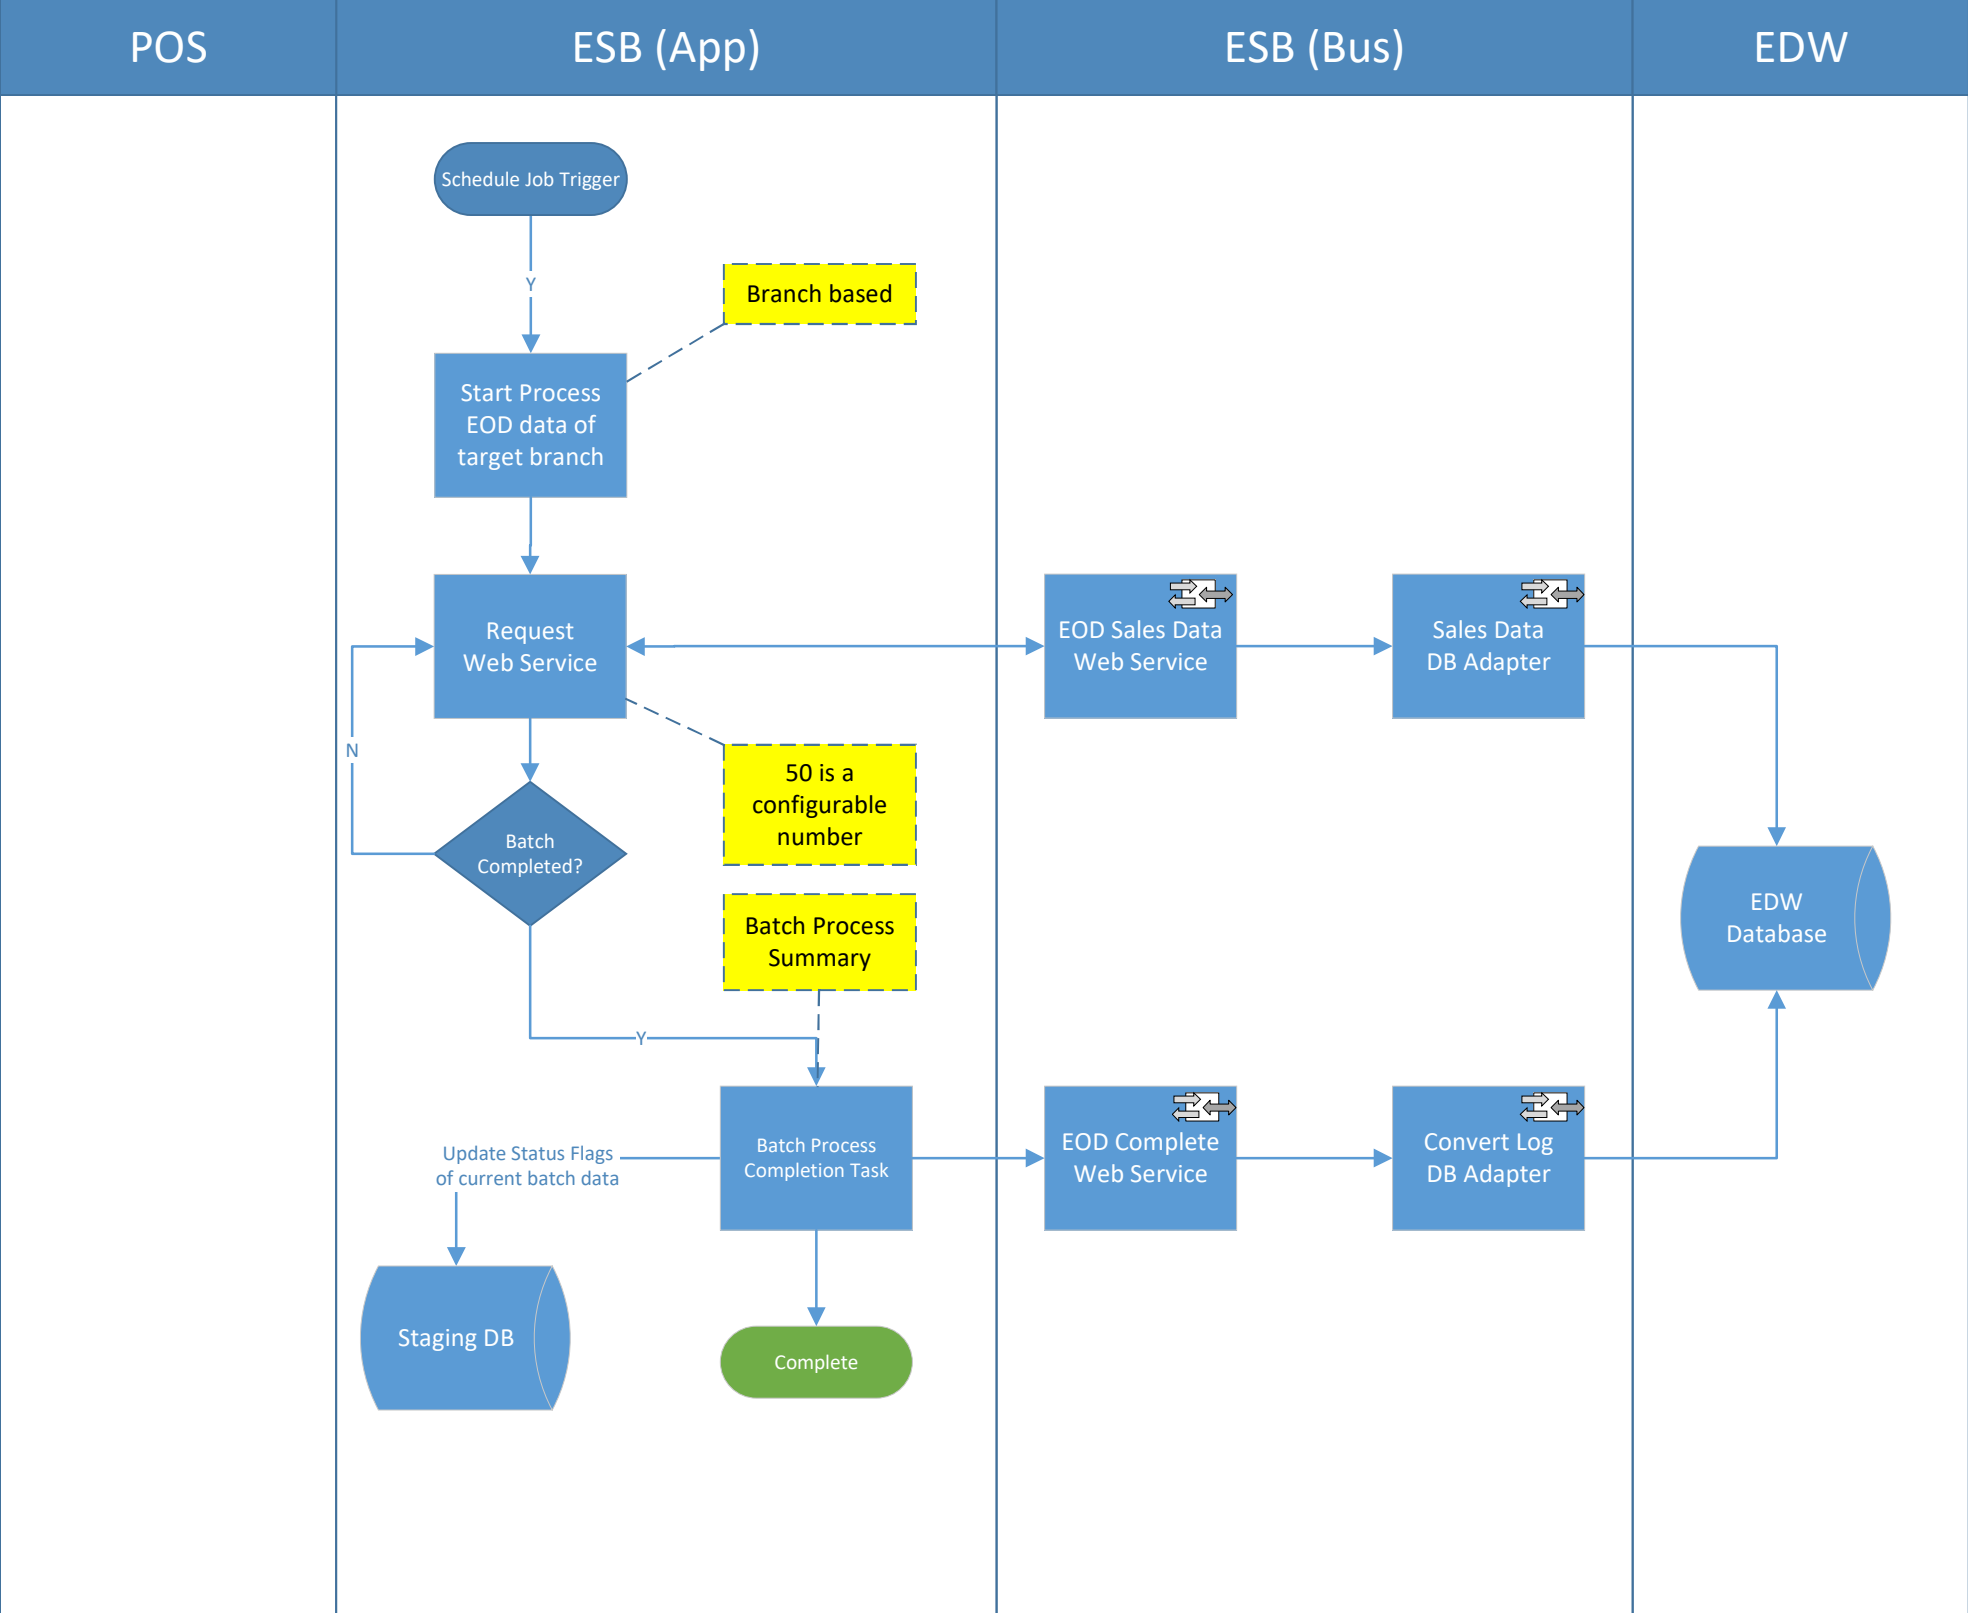 POS
ESB (App)
ESB (Bus)
EDW
Schedule Job Trigger
Y
Branch based
Start Process
EOD data of
target branch
Request
Web Service
EOD Sales Data
Web Service
Sales Data
DB Adapter
N
50 is a
configurable
number
Batch
Completed?
Batch Process
Summary
EDW
Database
Y
Update Status Flags
of current batch data
Batch Process
Completion Task
EOD Complete
Web Service
Convert Log
DB Adapter
Staging DB
Complete